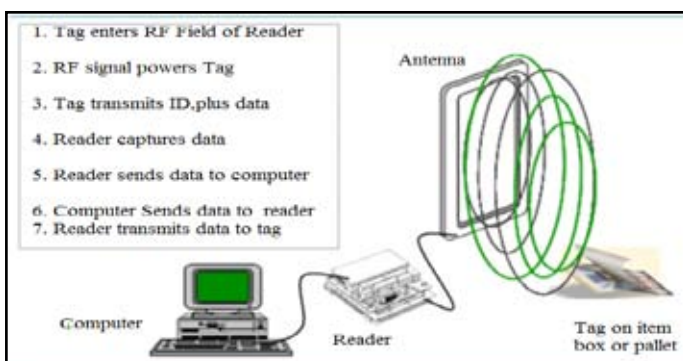 1. Tag enters RF Field of Reader
2. RF signal powers Tag
3. Tag transmits ID,plus data
4. Reader captures data
5. Reader sends data to computer
6. Computer Sends data to reader
7. Reader transmits data to tag
Antenna
Computer
Reader
Tag on item
box or pallet